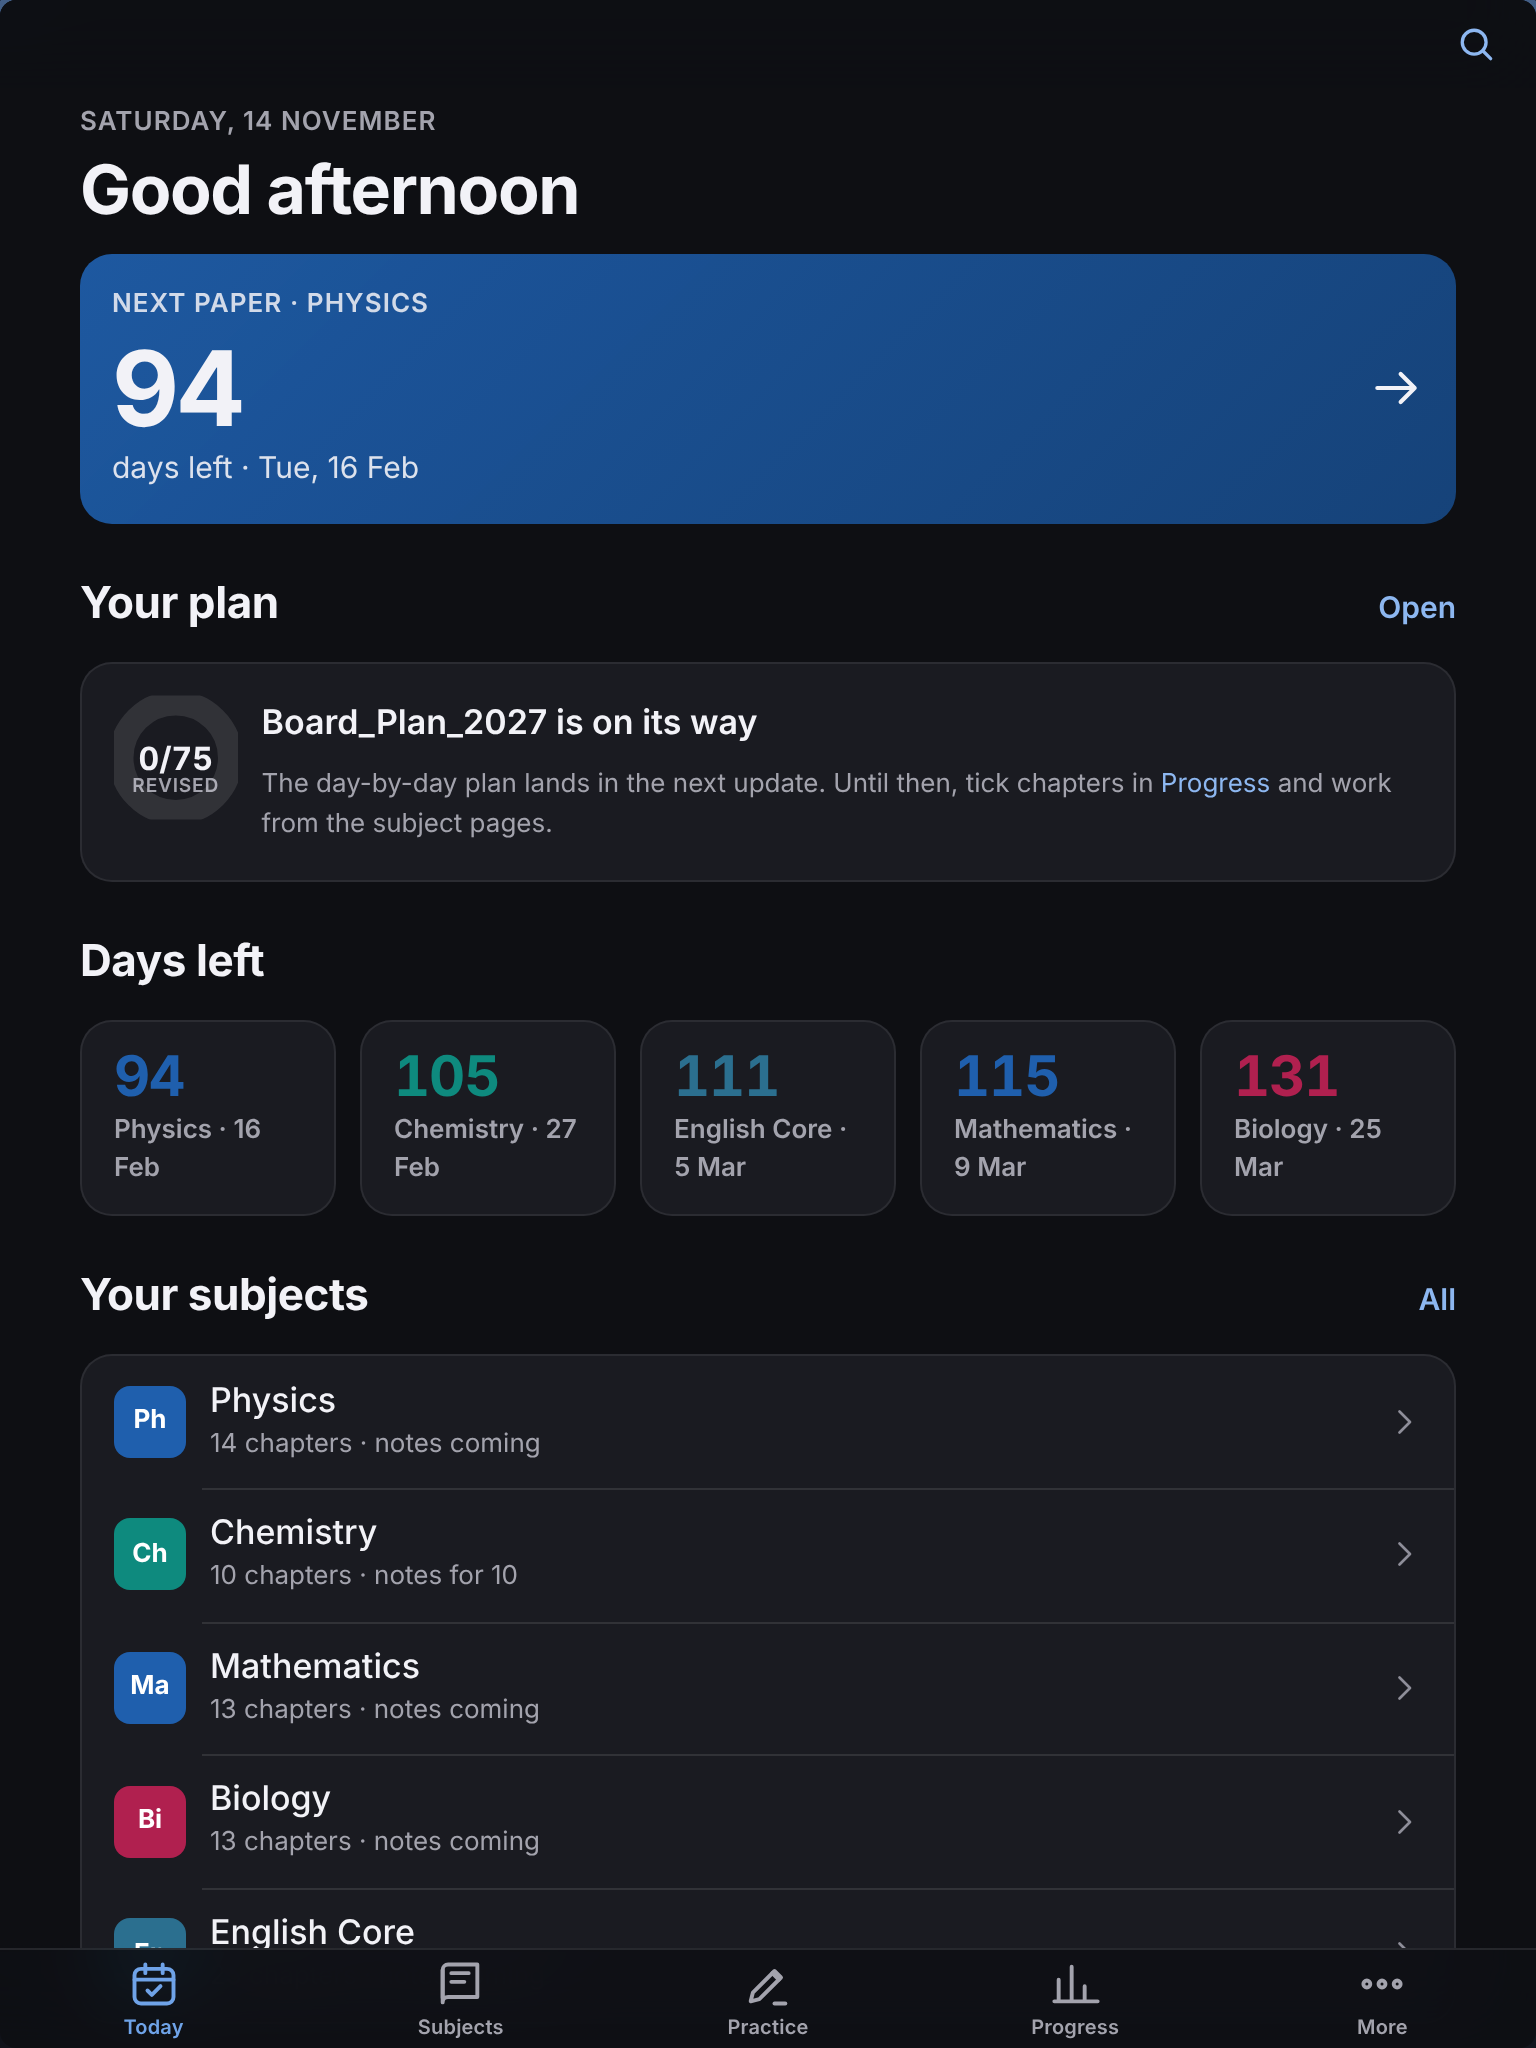 SATURDAY, 14 NOVEMBER
Good afternoon
NEXT PAPER · PHYSICS
94
days left · Tue, 16 Feb
Your plan
Open
0/75
REVISED
Board_Plan_2027 is on its way
The day-by-day plan lands in the next update. Until then, tick chapters in Progress and work
from the subject pages.
Days left
94
Physics · 16
Feb
105
Chemistry · 27
Feb
111
English Core ·
5 Mar
115
Mathematics ·
9 Mar
131
Biology · 25
Mar
Your subjects
All
Ph
Physics
14 chapters · notes coming
Ch
Chemistry
10 chapters · notes for 10
Ma
Mathematics
13 chapters · notes coming
Bi
Biology
13 chapters · notes coming
English Core
Today
Subjects
Practice
Progress
More